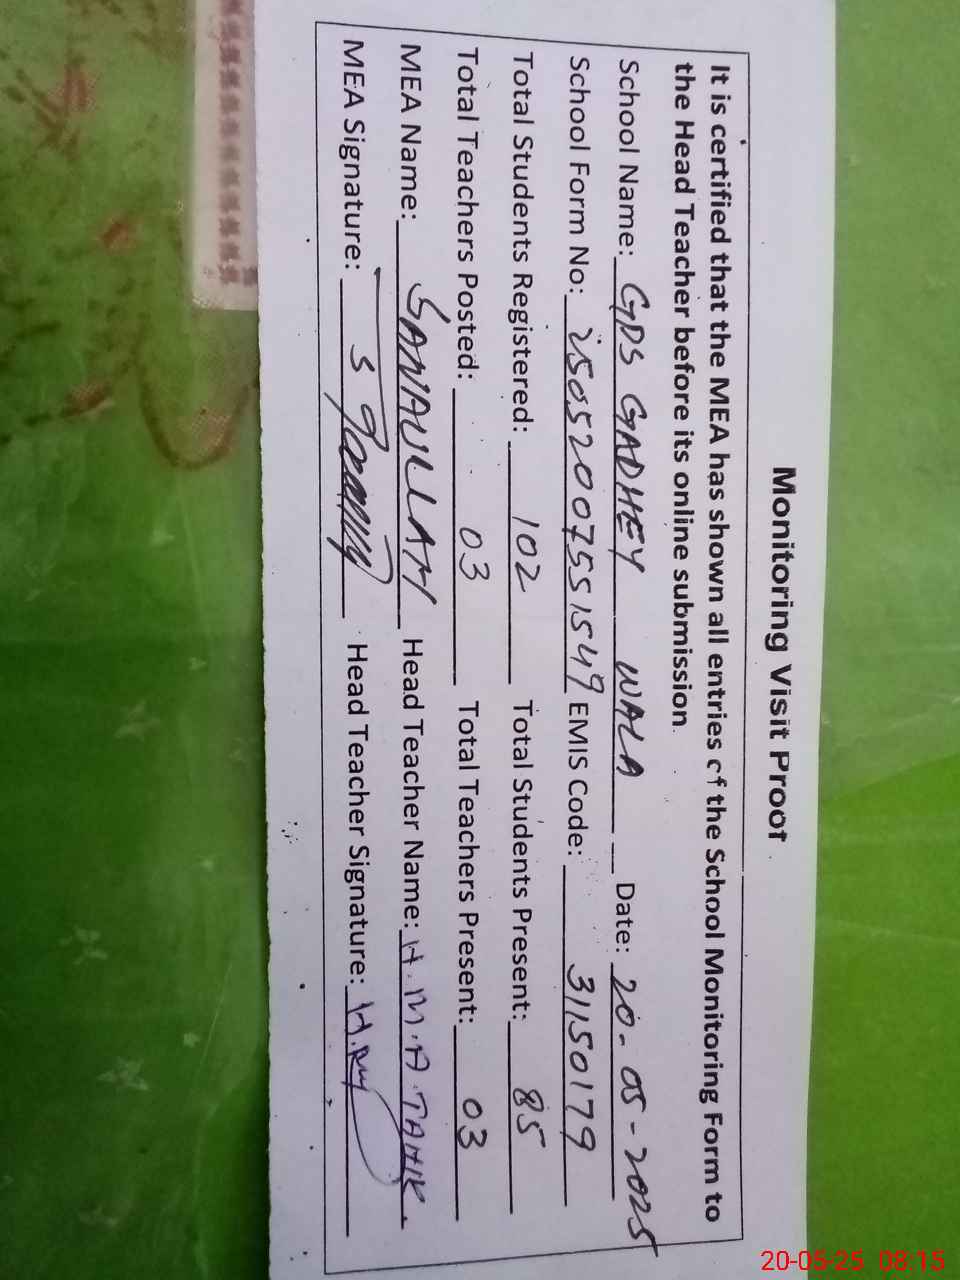 Monitoring Visit Proof
It is certified that the MEA has shown all entries of the School Monitoring Form to
the Head Teacher before its online submission.
School Name: GPS GADHEY WALA Date: 20-05-2025
School Form No: 2505200755 1549 EMIS Code: 31150179
Total Students Registered: 102 Total Students Present: 85
Total Teachers Posted: 03 Total Teachers Present: 03
MEA Name: SANAULLAH Head Teacher Name: H.M.A.TAHIR.
MEA Signature: Head Teacher Signature:
20-05-25 08:15